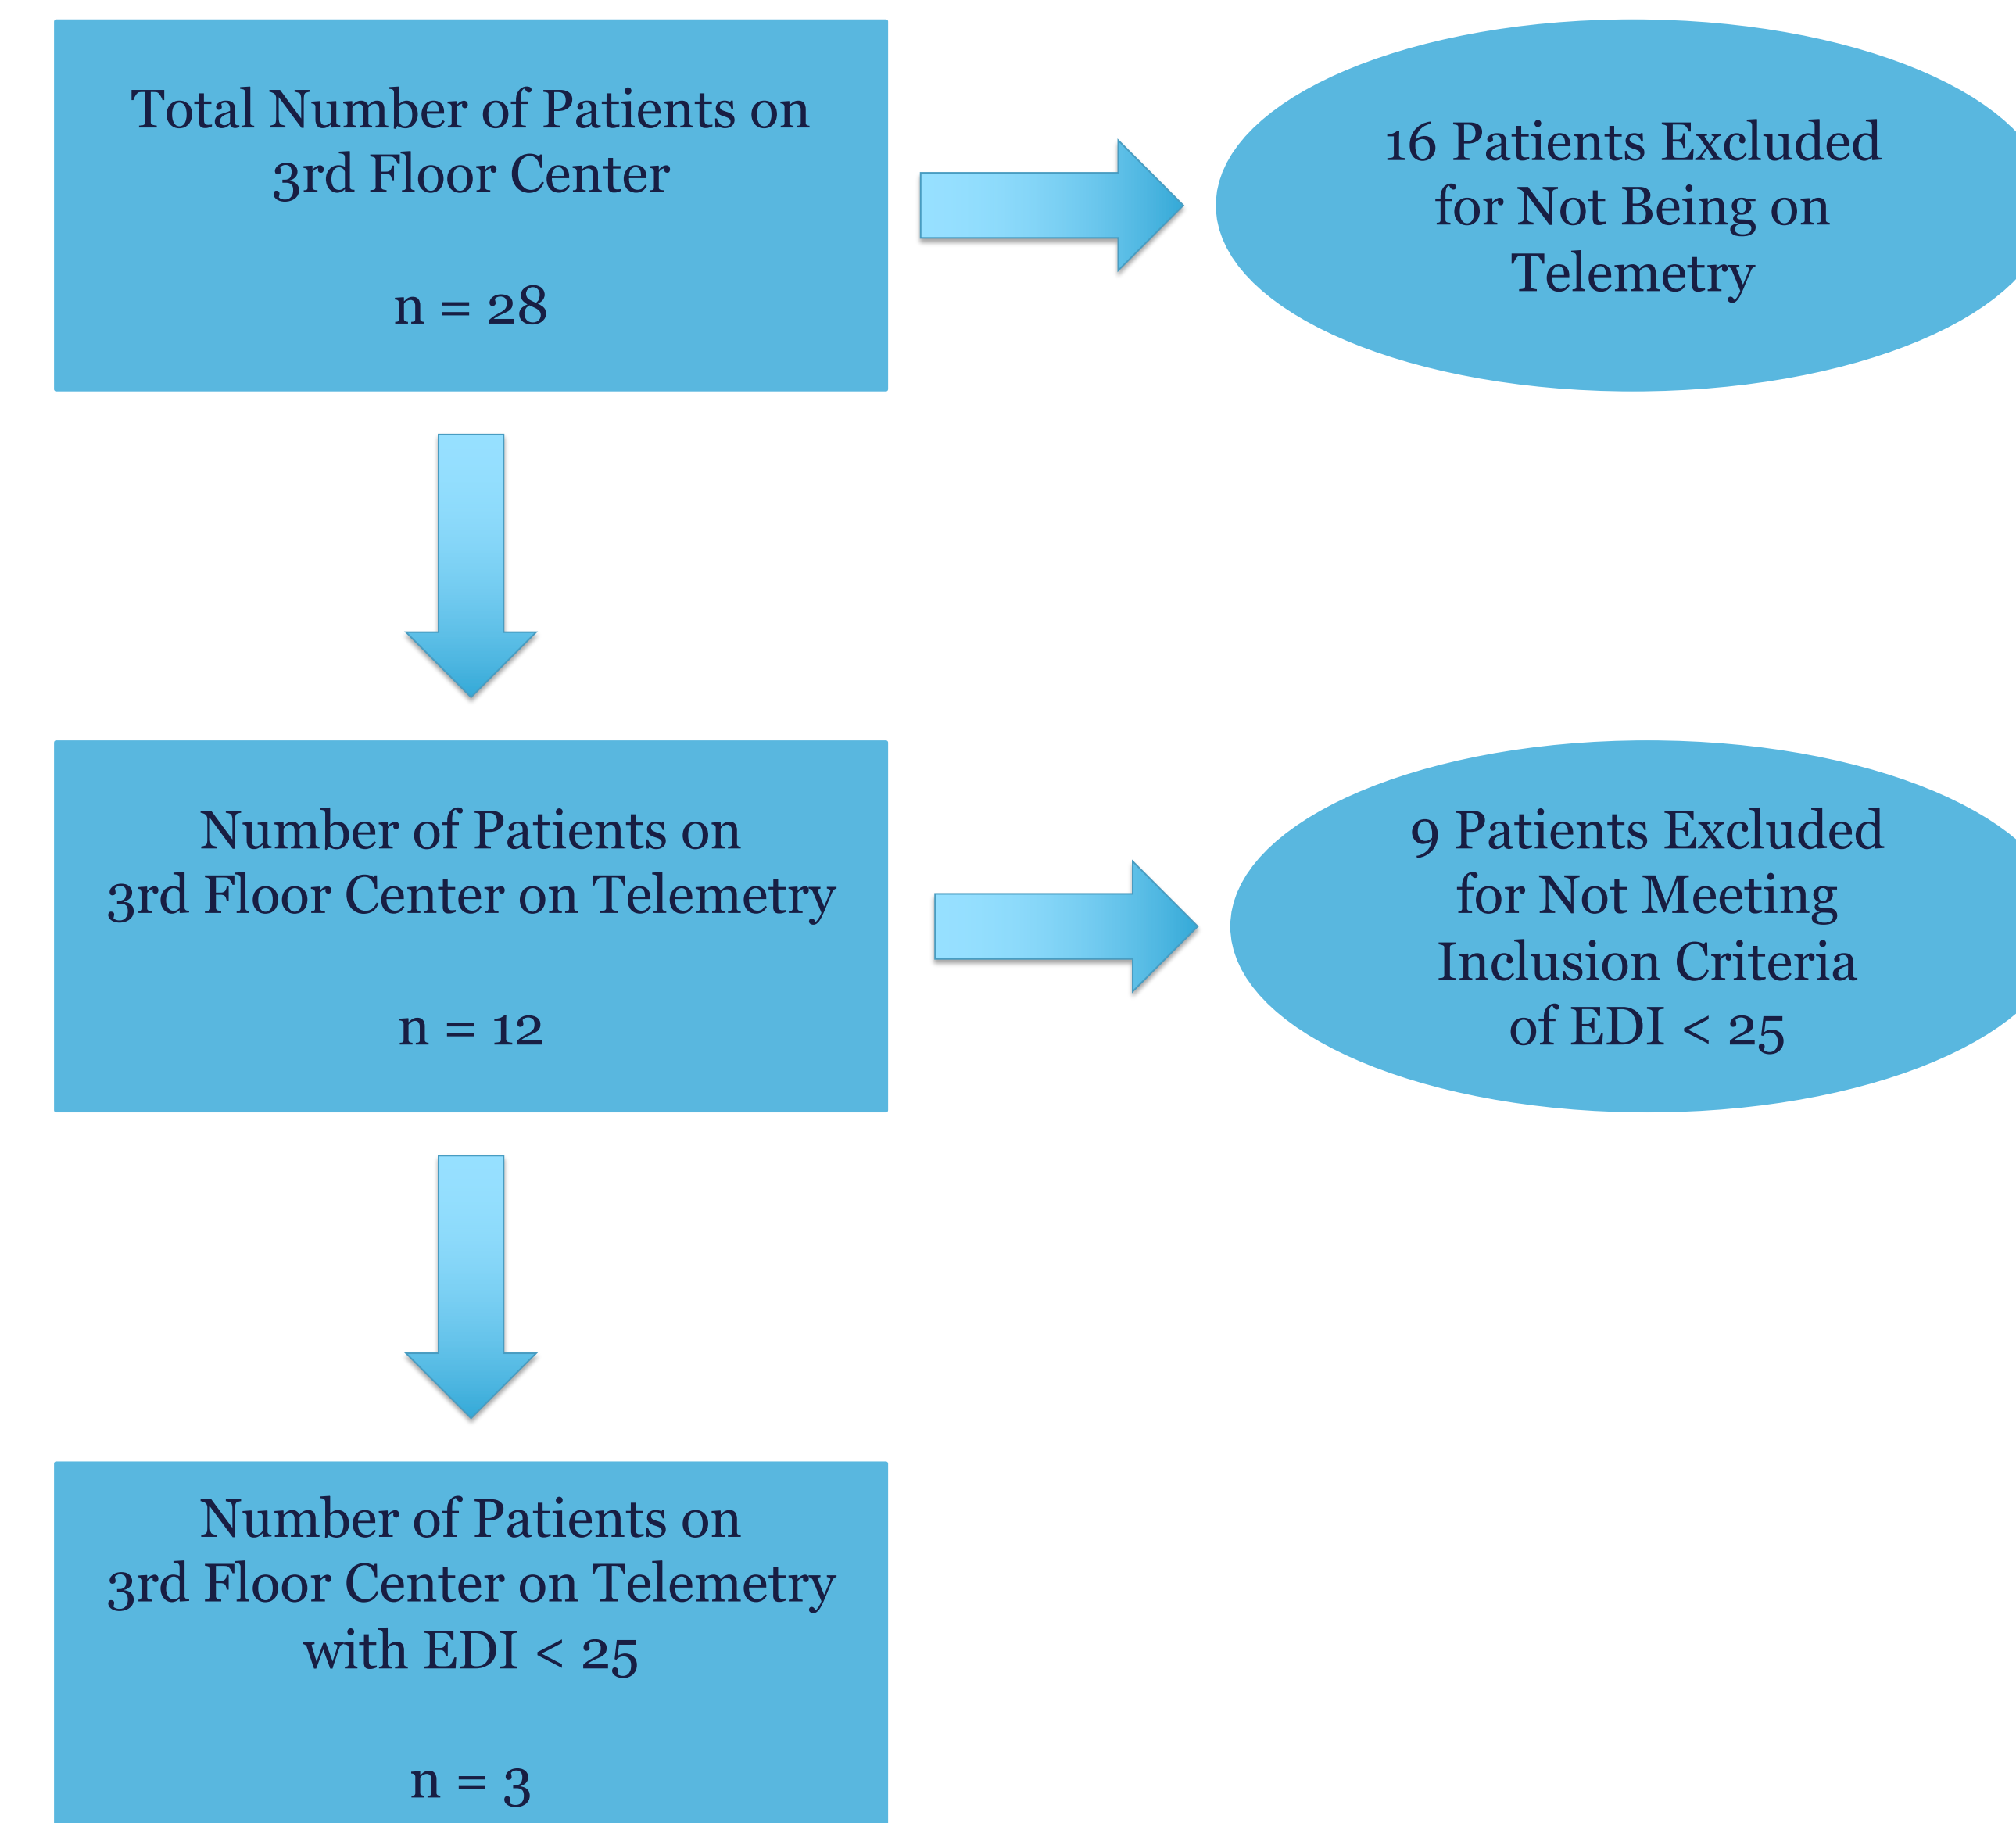 Total Number of Patients on
3rd Floor Center
n = 28
16 Patients Excluded
for Not Being on
Telemetry
Number of Patients on
3rd Floor Center on Telemetry
n = 12
9 Patients Excluded
for Not Meeting
Inclusion Criteria
of EDI < 25
Number of Patients on
3rd Floor Center on Telemetry
with EDI < 25
n = 3